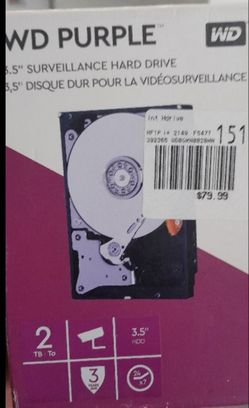 WD PURPLE™
WD
3.5" SURVEILLANCE HARD DRIVE
3,5" DISQUE DUR POUR LA VIDÉOSURVEILLANCE
Int Hdrive
151
$79.99
2
TB · To
3.5"
HDD
3
24
x7